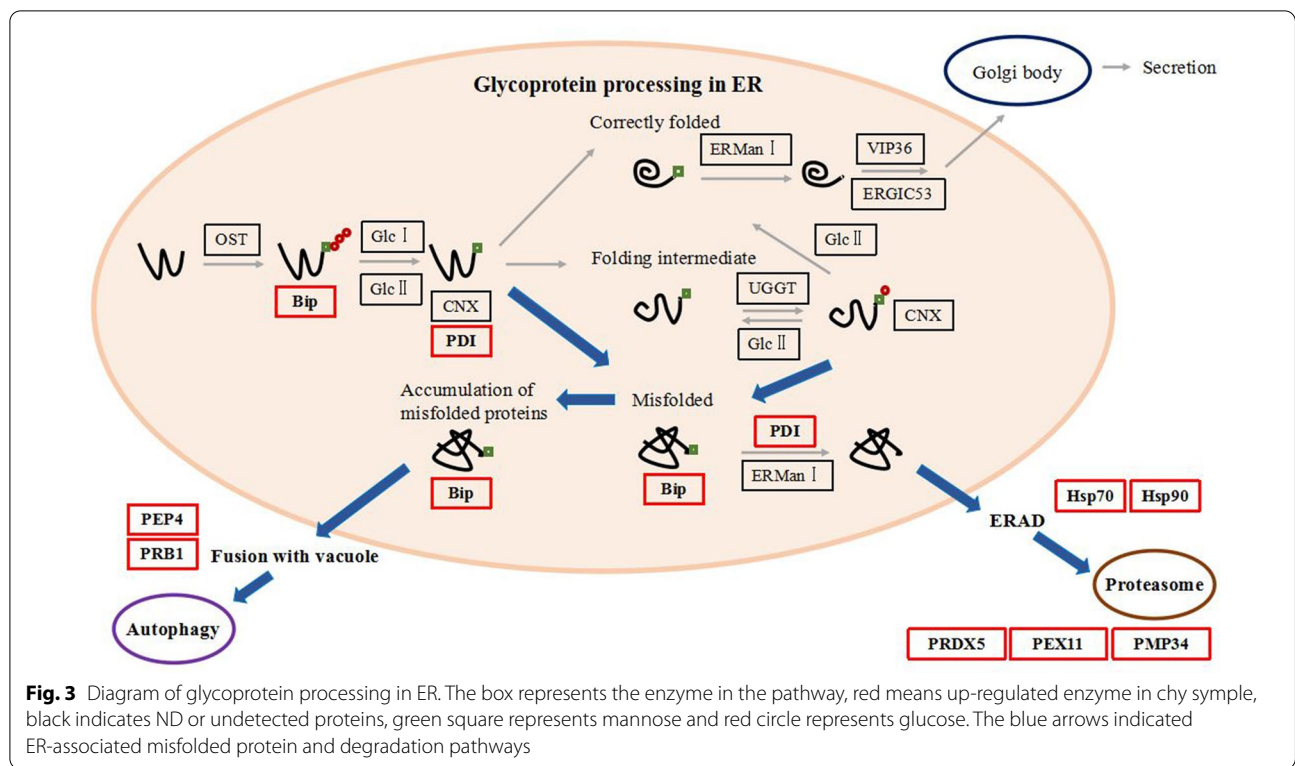 Glycoprotein processing in ER
Golgi body
Secretion
Correctly folded
ERMan Ⅰ
VIP36
ERGIC53
OST
Glc Ⅰ
Glc Ⅱ
Bip
CNX
PDI
Folding intermediate
UGGT
Glc Ⅱ
Glc Ⅱ
CNX
Accumulation of
misfolded proteins
Bip
Misfolded
Bip
PDI
ERMan Ⅰ
Hsp70
Hsp90
ERAD
Proteasome
PEP4
PRB1
Fusion with vacuole
Autophagy
PRDX5
PEX11
PMP34
Fig. 3 Diagram of glycoprotein processing in ER. The box represents the enzyme in the pathway, red means up-regulated enzyme in chy symple,
black indicates ND or undetected proteins, green square represents mannose and red circle represents glucose. The blue arrows indicated
ER-associated misfolded protein and degradation pathways